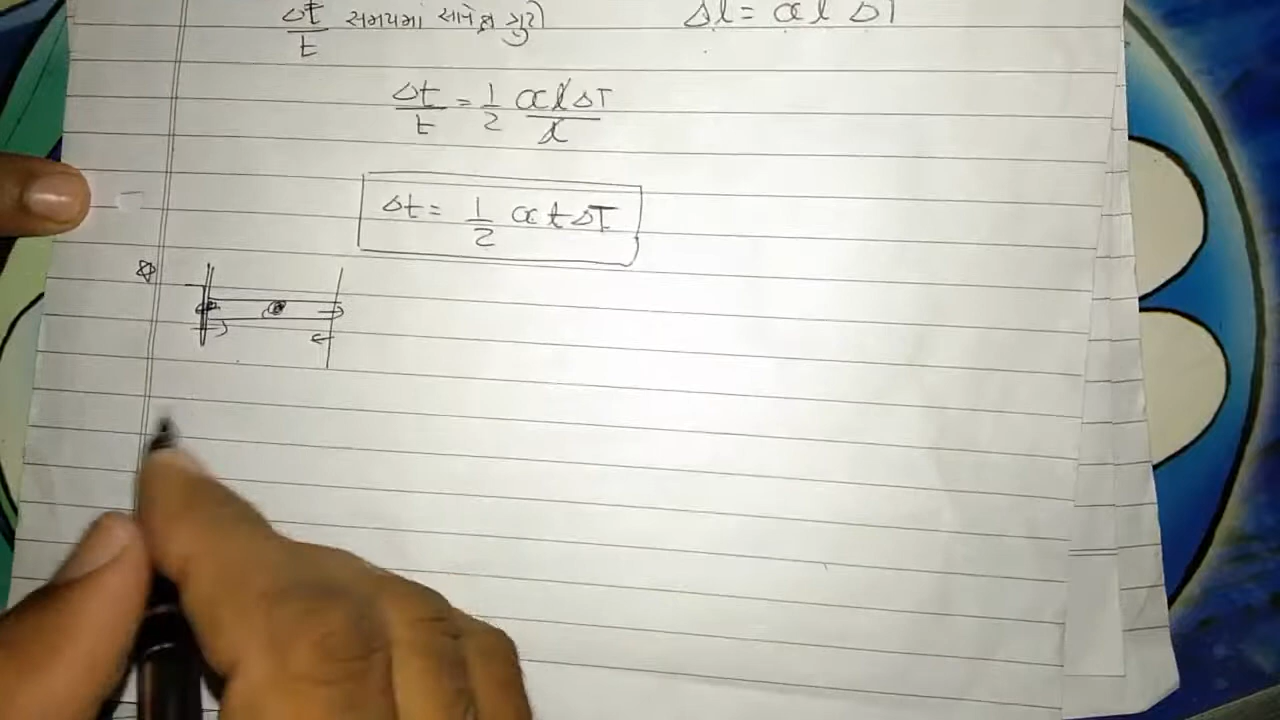 Δt/t સમયમાં સાપેક્ષ ત્રુટી Δl = αl ΔT
Δt/t = 1/2 αlΔT/l
Δt = 1/2 αtΔT